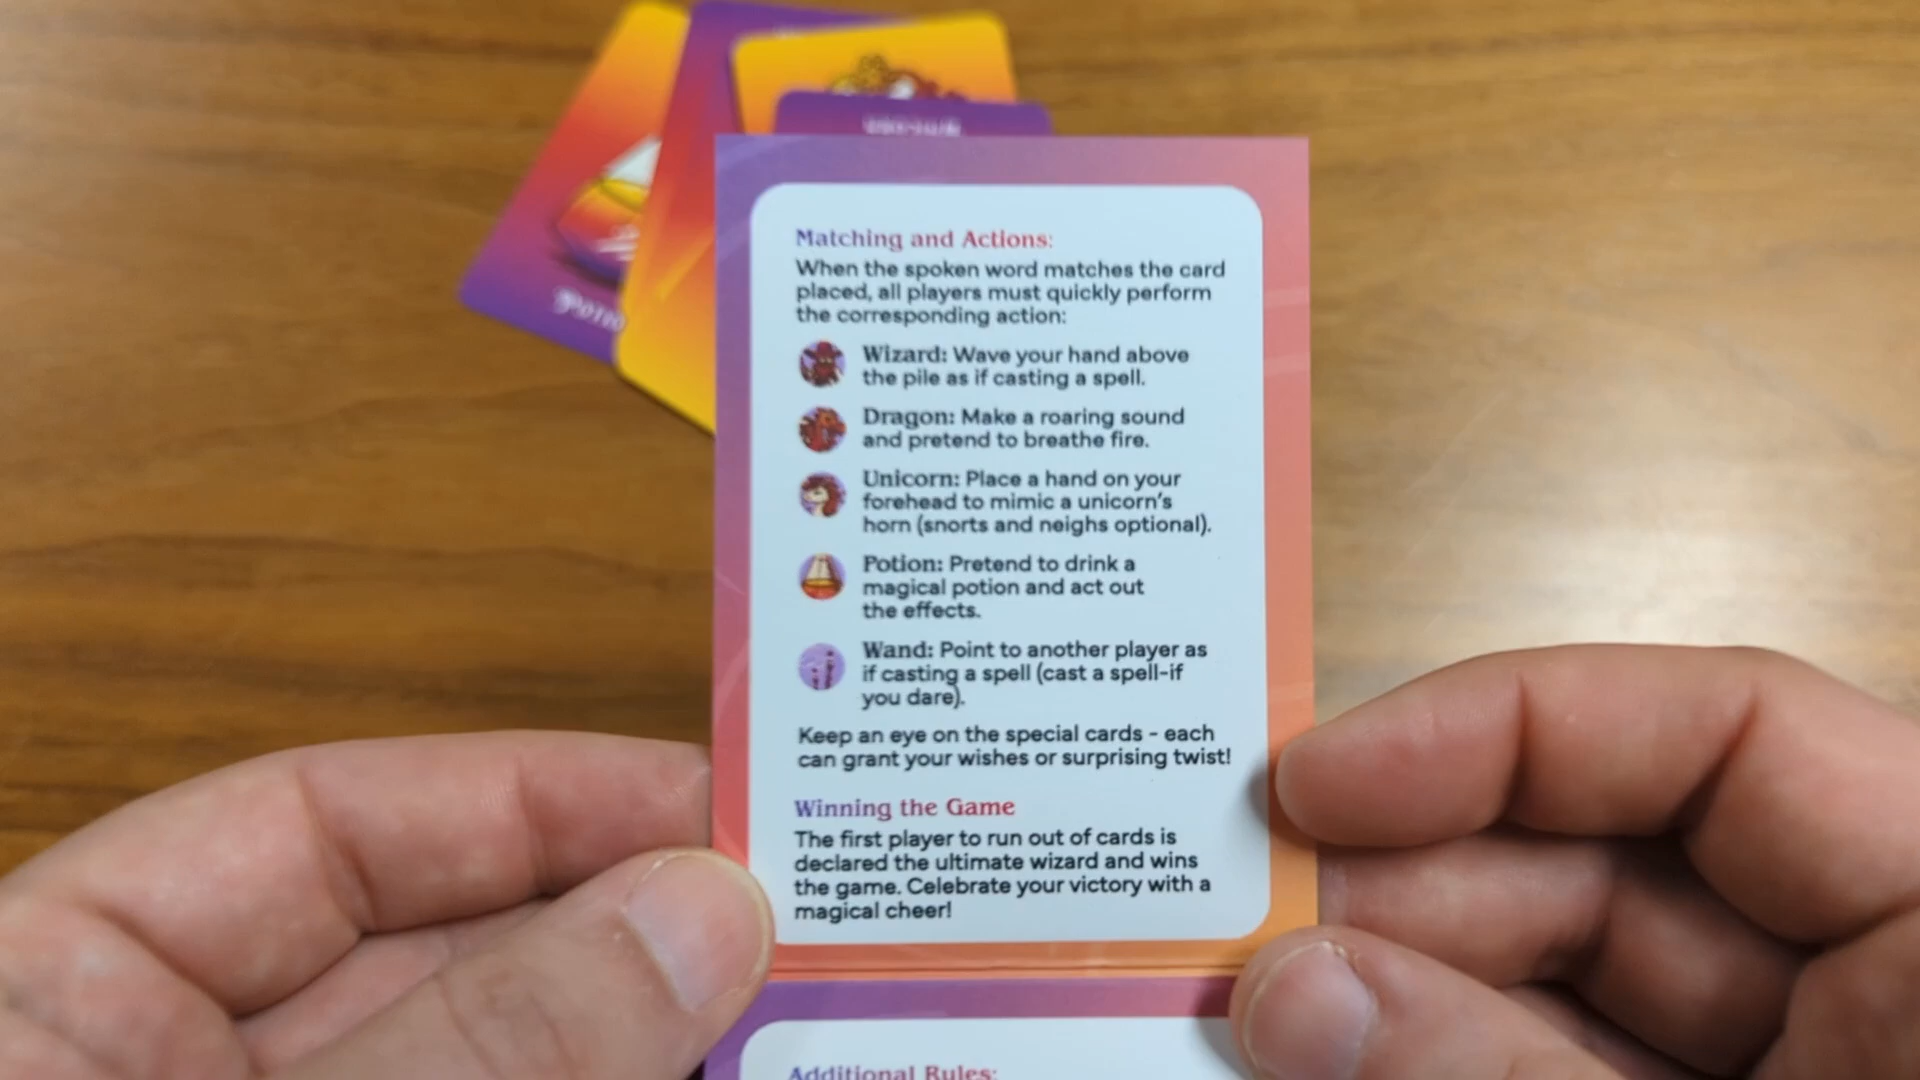 Matching and Actions:
When the spoken word matches the card
placed, all players must quickly perform
the corresponding action:
Wizard: Wave your hand above
the pile as if casting a spell.
Dragon: Make a roaring sound
and pretend to breathe fire.
Unicorn: Place a hand on your
forehead to mimic a unicorn's
horn (snorts and neighs optional).
Potion: Pretend to drink a
magical potion and act out
the effects.
Wand: Point to another player as
if casting a spell (cast a spell-if
you dare).
Keep an eye on the special cards - each
can grant your wishes or surprising twist!
Winning the Game
The first player to run out of cards is
declared the ultimate wizard and wins
the game. Celebrate your victory with a
magical cheer!
Additional Rules: